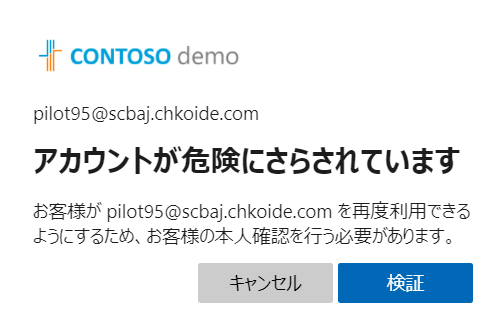 CONTOSO demo
pilot95@scbaj.chkoide.com
アカウントが危険にさらされています
お客様が pilot95@scbaj.chkoide.com を再度利用できる
ようにするため、お客様の本人確認を行う必要があります。
キャンセル 検証